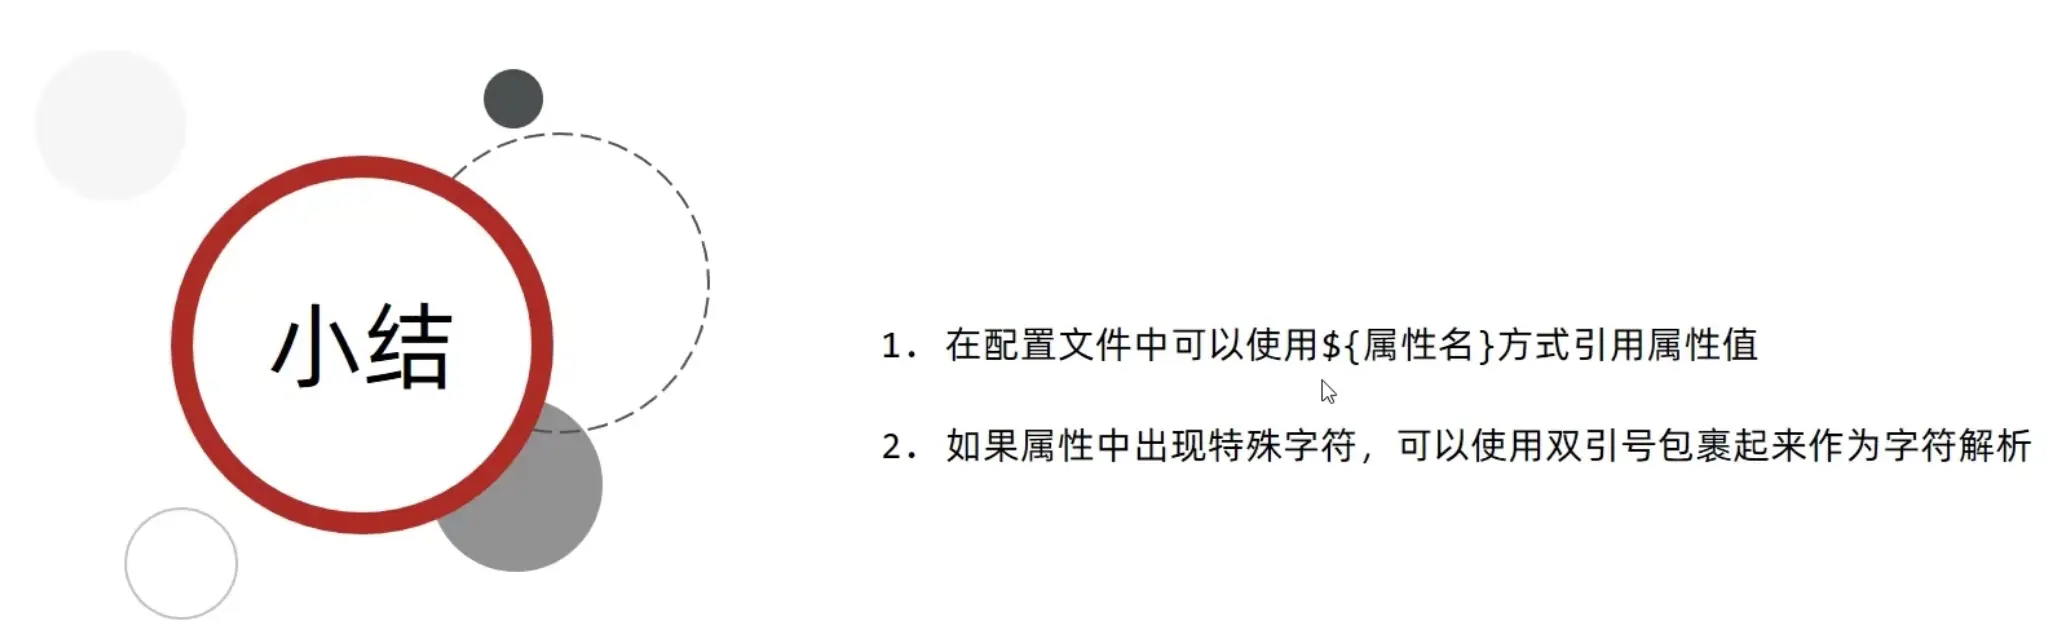 小结
1. 在配置文件中可以使用${属性名}方式引用属性值
2. 如果属性中出现特殊字符，可以使用双引号包裹起来作为字符解析